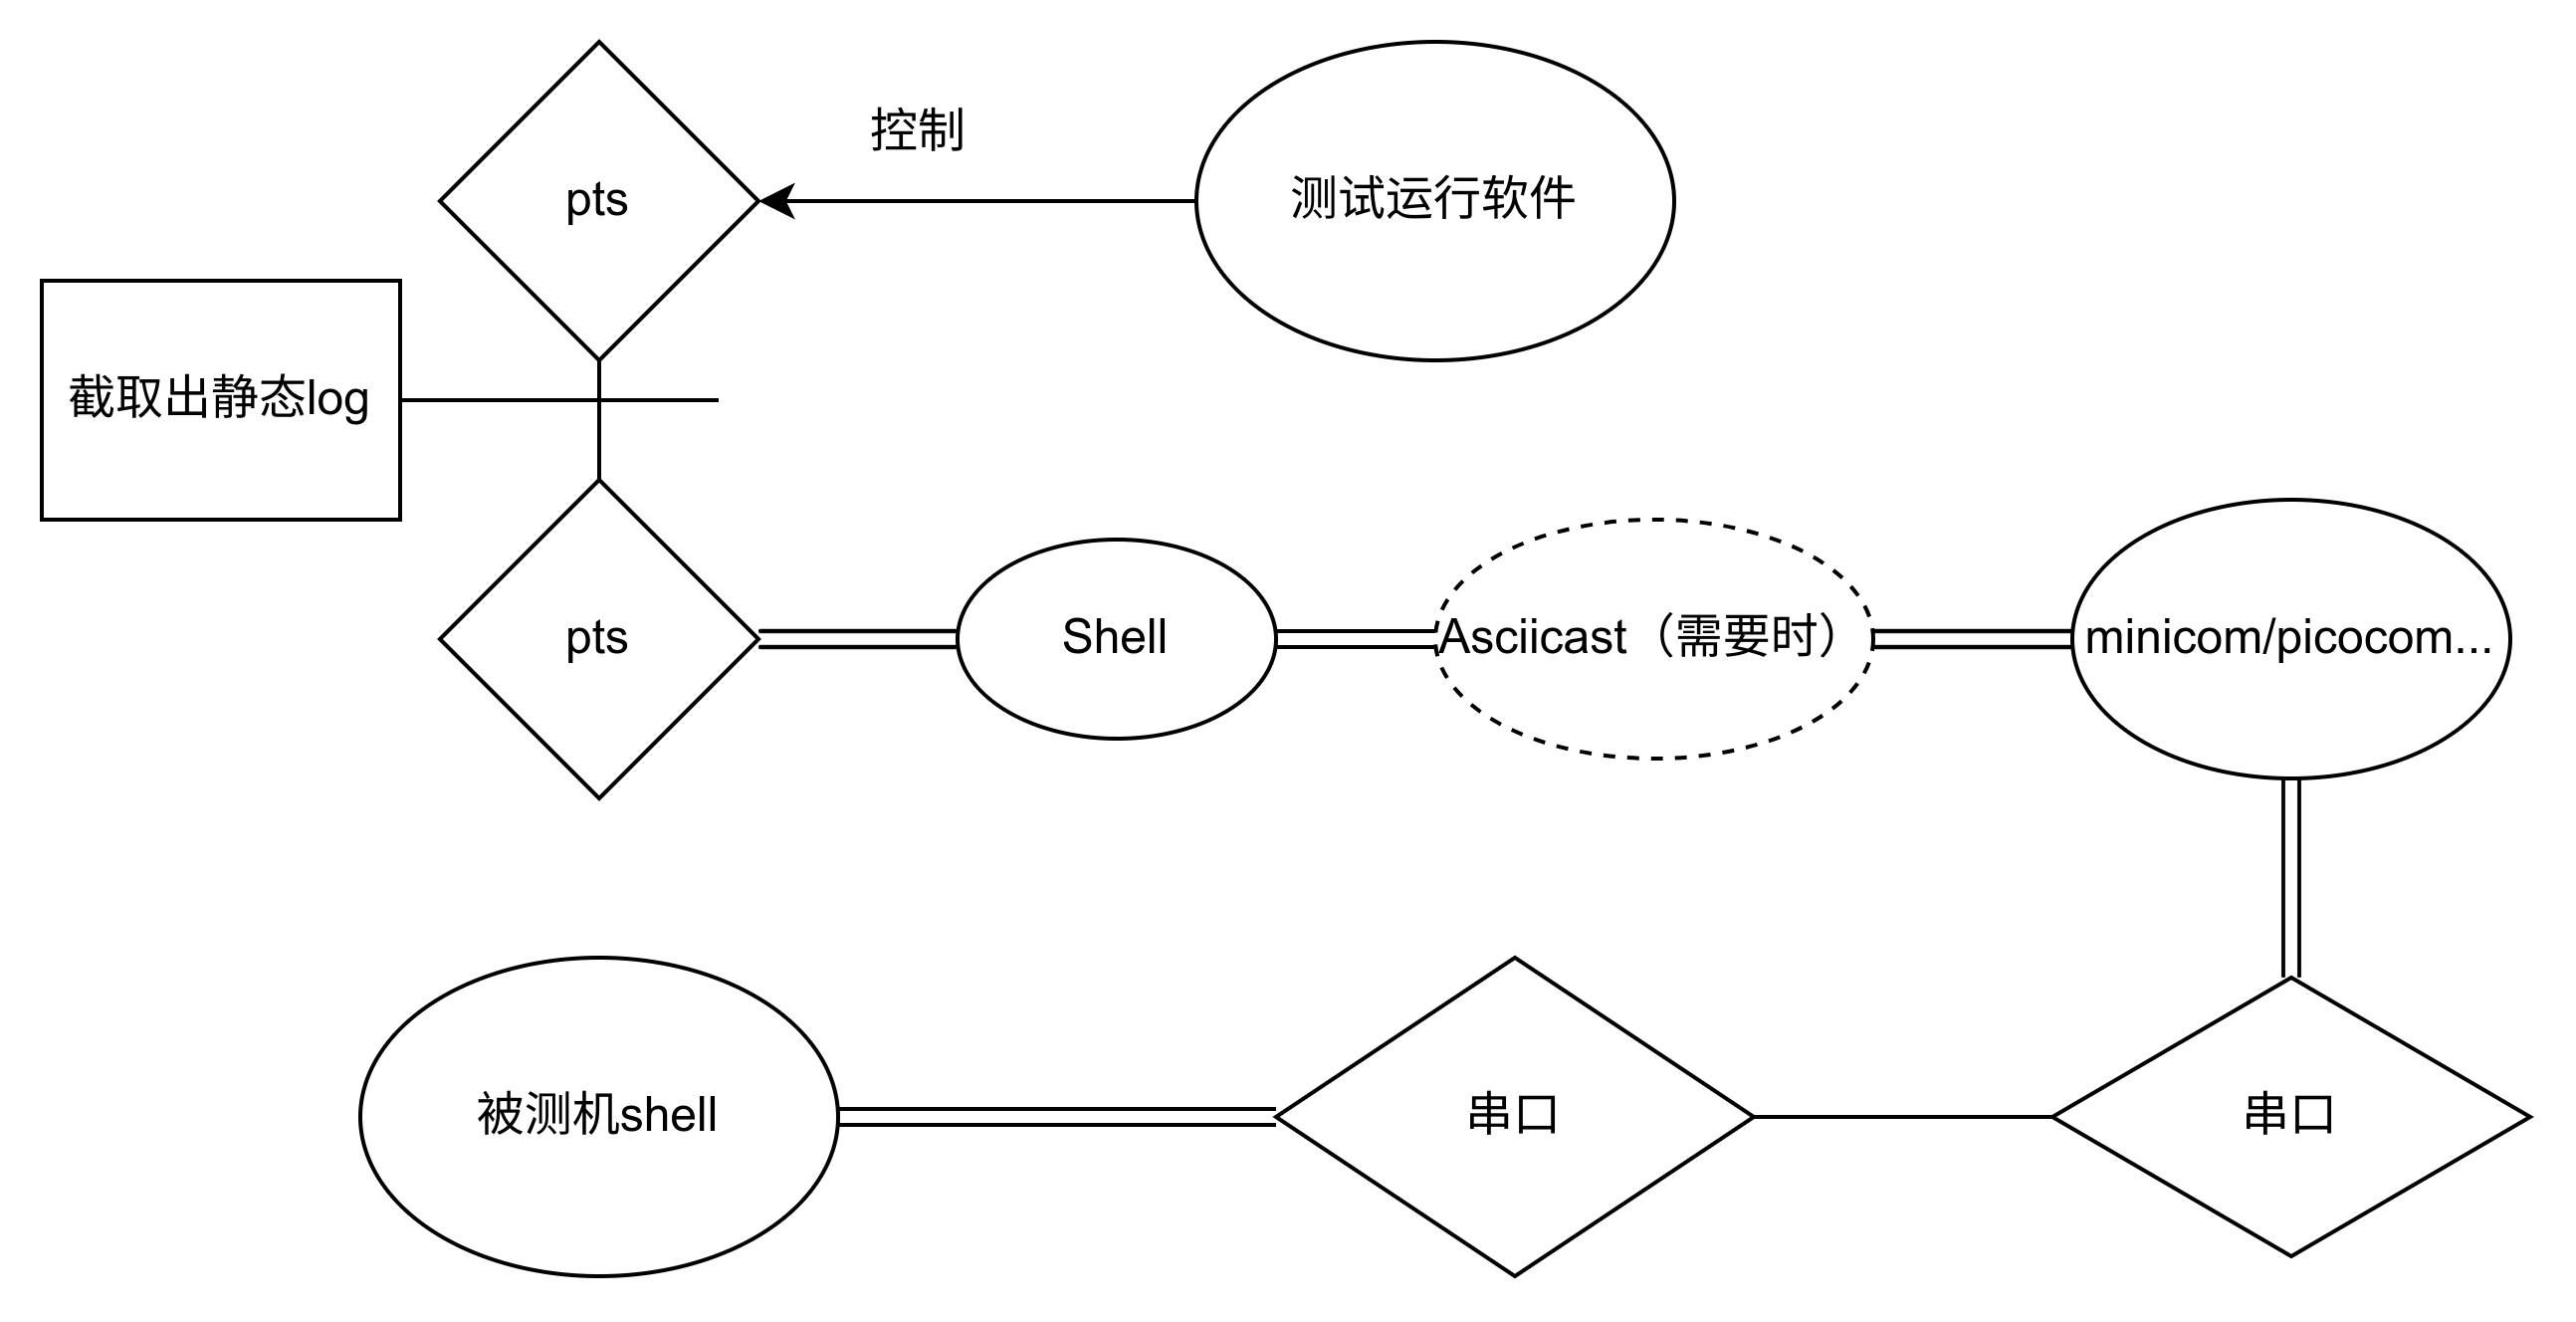 pts
控制
测试运行软件
截取出静态log
pts
Shell
Asciicast（需要时）
minicom/picocom...
被测机shell
串口
串口